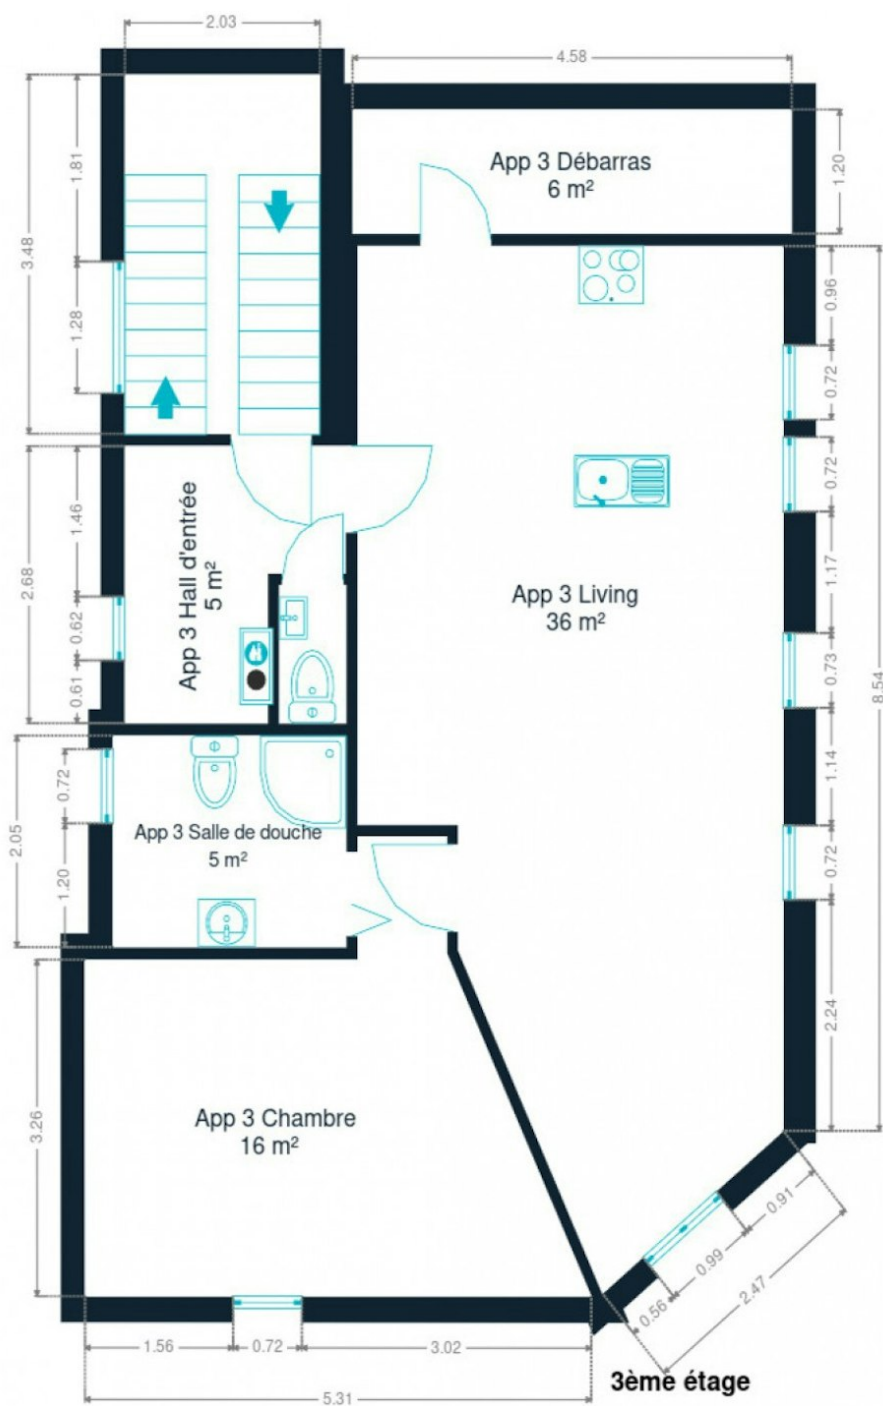 2.03
4.58
1.81
3.48
1.28
App 3 Débarras
6 m²
1.20
0.96
0.72
0.72
1.17
0.73
1.14
0.72
2.24
8.54
1.46
2.68
0.62
0.61
App 3 Hall d'entrée
5 m²
App 3 Living
36 m²
0.72
2.05
1.20
App 3 Salle de douche
5 m²
3.26
App 3 Chambre
16 m²
0.91
0.99
0.56
2.47
1.56
0.72
3.02
5.31
3ème étage